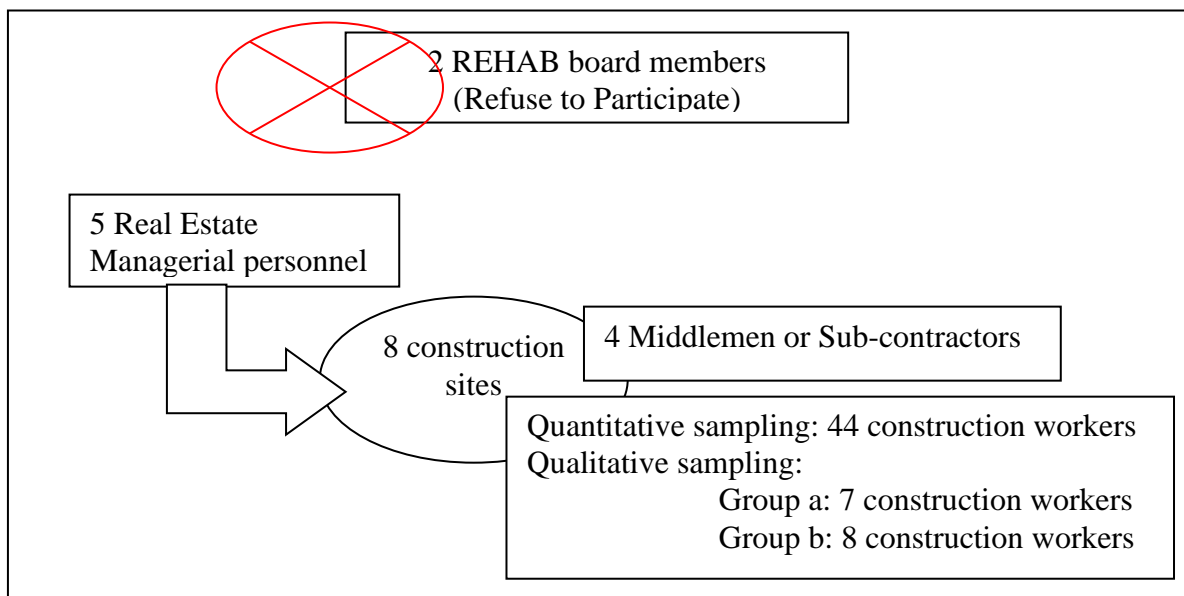 2 REHAB board members
(Refuse to Participate)
5 Real Estate
Managerial personnel
8 construction
sites
4 Middlemen or Sub-contractors
Quantitative sampling: 44 construction workers
Qualitative sampling:
Group a: 7 construction workers
Group b: 8 construction workers